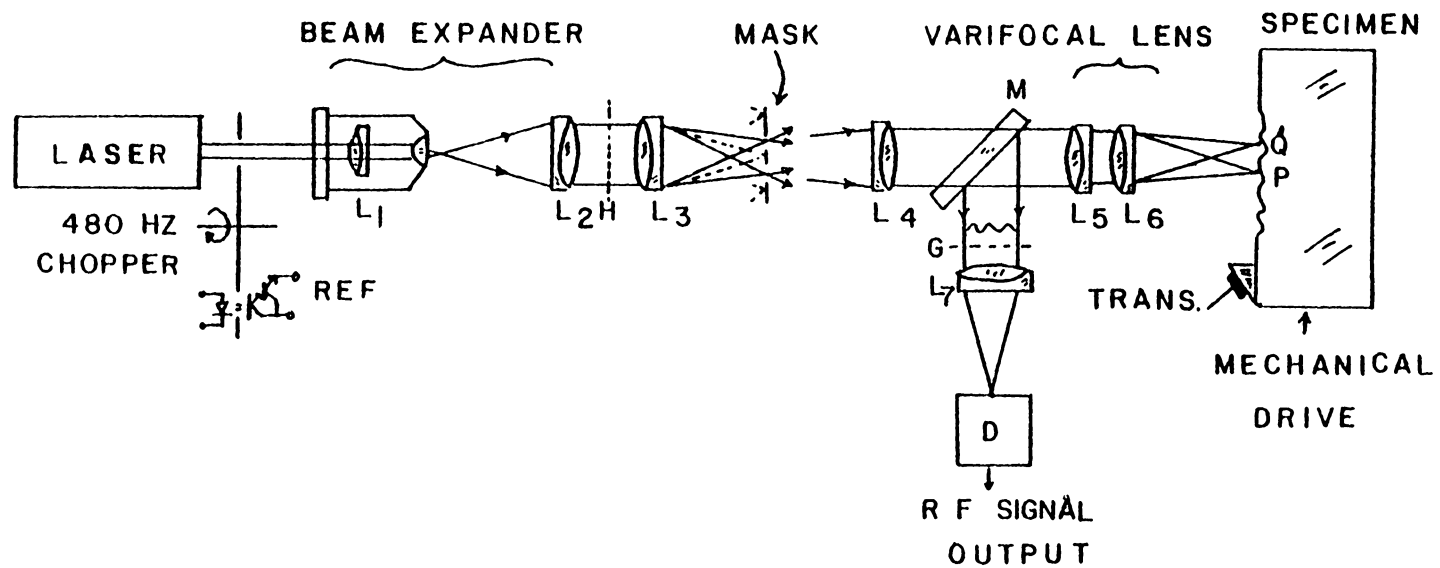 BEAM EXPANDER
MASK
VARIFOCAL LENS
SPECIMEN
M
LASER
Q
P
L1
L2
H
L3
L4
L5
L6
480 HZ
CHOPPER
REF
G
L7
TRANS.
MECHANICAL
DRIVE
D
R F SIGNAL
OUTPUT